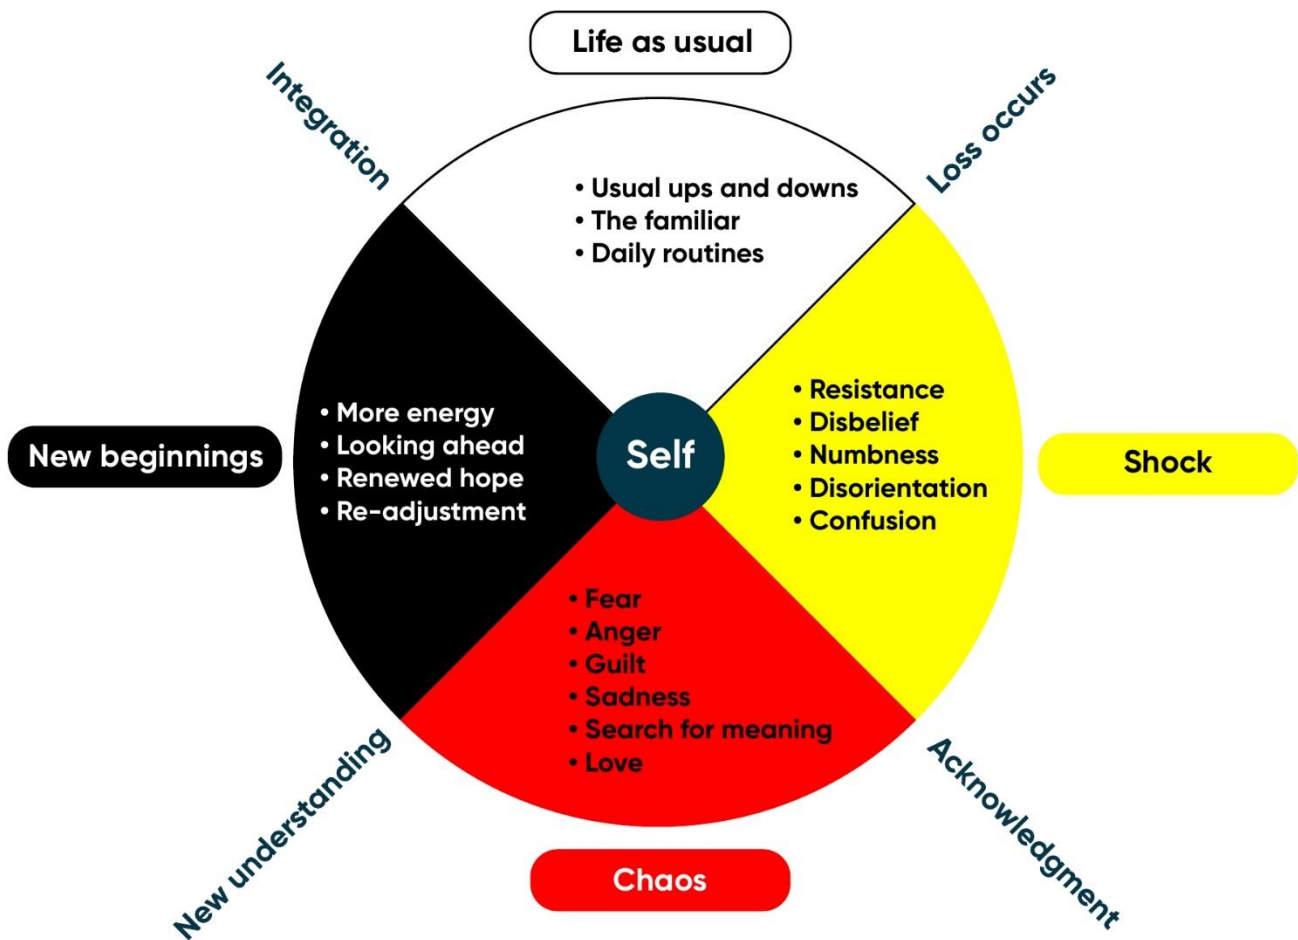 Life as usual
Integration
Loss occurs
• Usual ups and downs
• The familiar
• Daily routines
New beginnings
• More energy
• Looking ahead
• Renewed hope
• Re-adjustment
Self
• Resistance
• Disbelief
• Numbness
• Disorientation
• Confusion
Shock
• Fear
• Anger
• Guilt
• Sadness
• Search for meaning
• Love
New understanding
Acknowledgment
Chaos